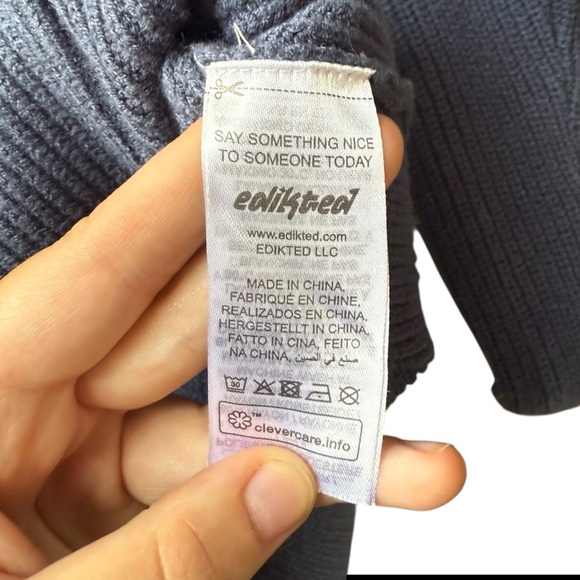 SAY SOMETHING NICE
TO SOMEONE TODAY
edikted
www.edikted.com
EDIKTED LLC
MADE IN CHINA,
FABRIQUÉ EN CHINE,
REALIZADOS EN CHINA,
HERGESTELLT IN CHINA,
FATTO IN CINA, FEITO
NA CHINA, صنع في الصين
30
™
clevercare.info